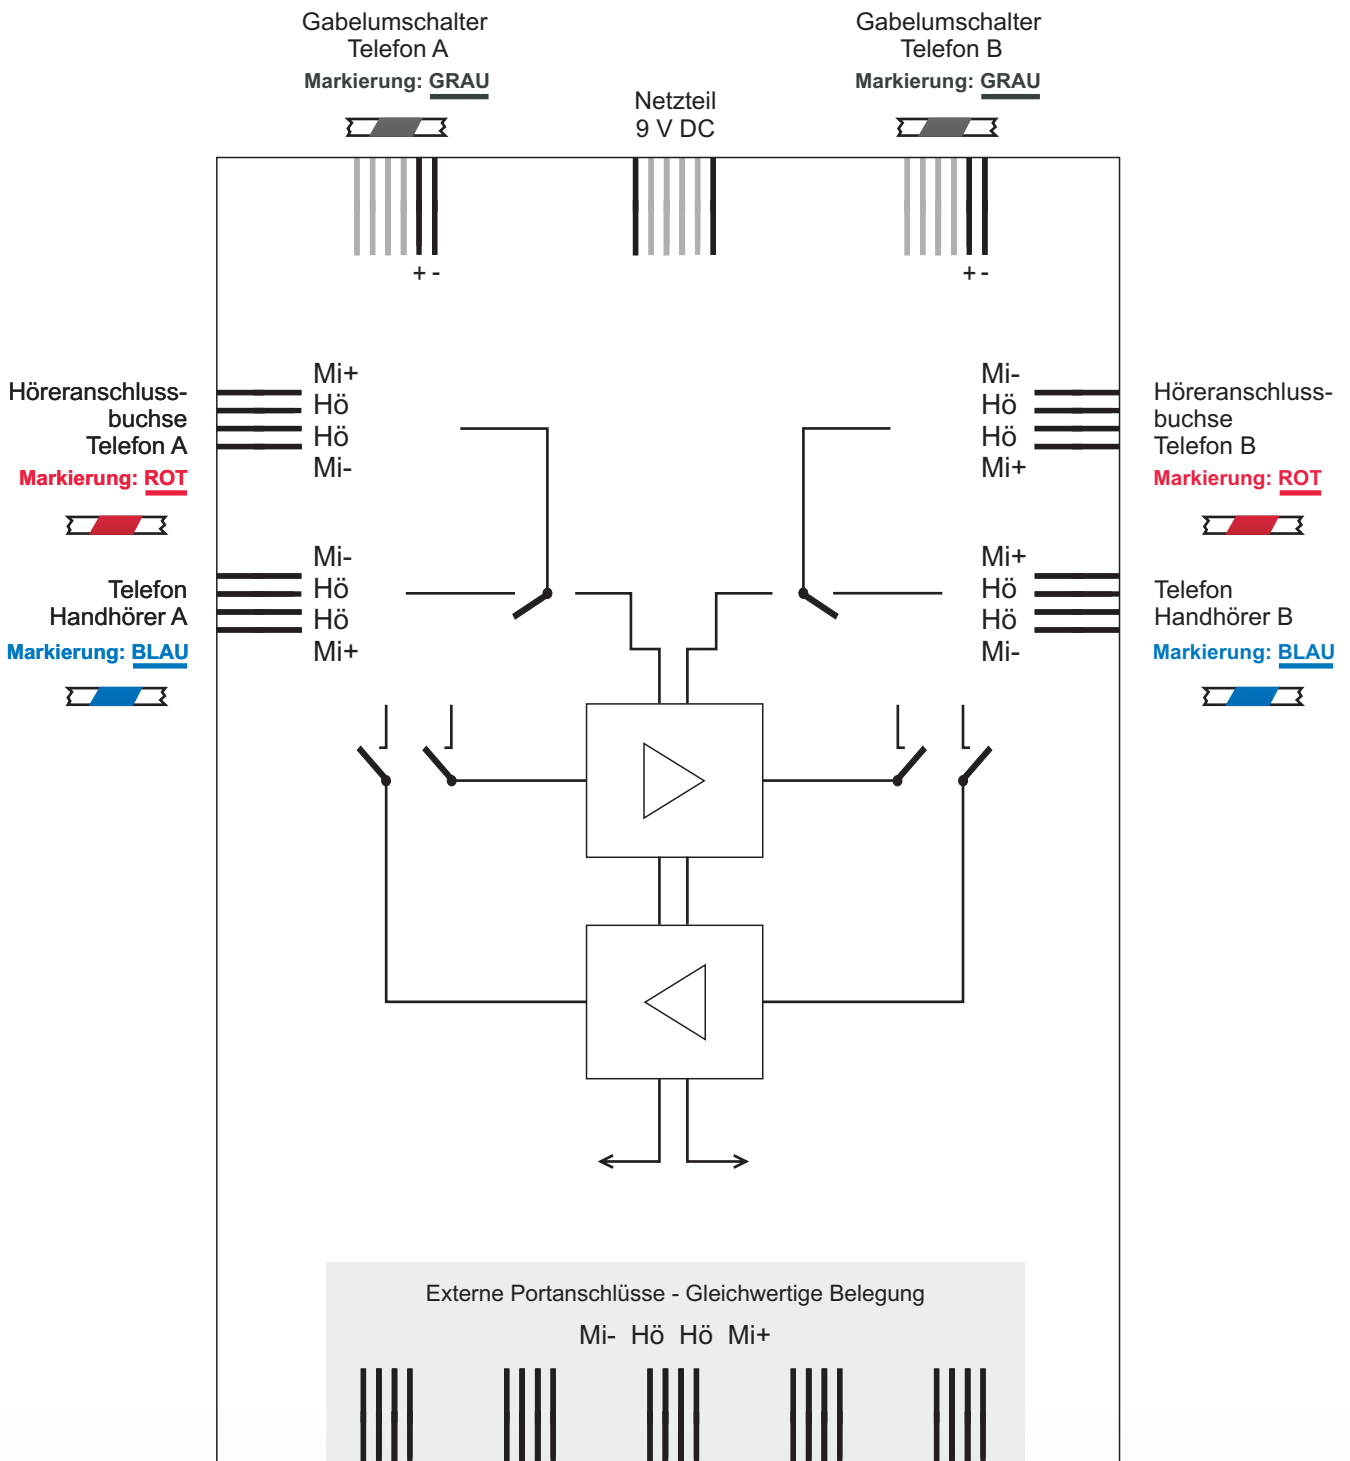 Gabelumschalter
Telefon A
Markierung: GRAU
Netzteil
9 V DC
Gabelumschalter
Telefon B
Markierung: GRAU
+ -
+ -
Höreranschluss-
buchse
Telefon A
Markierung: ROT
Mi+
Hö
Hö
Mi-
Mi-
Hö
Hö
Mi+
Höreranschluss-
buchse
Telefon B
Markierung: ROT
Telefon
Handhörer A
Markierung: BLAU
Mi-
Hö
Hö
Mi+
Mi+
Hö
Hö
Mi-
Telefon
Handhörer B
Markierung: BLAU
Externe Portanschlüsse - Gleichwertige Belegung
Mi- Hö Hö Mi+